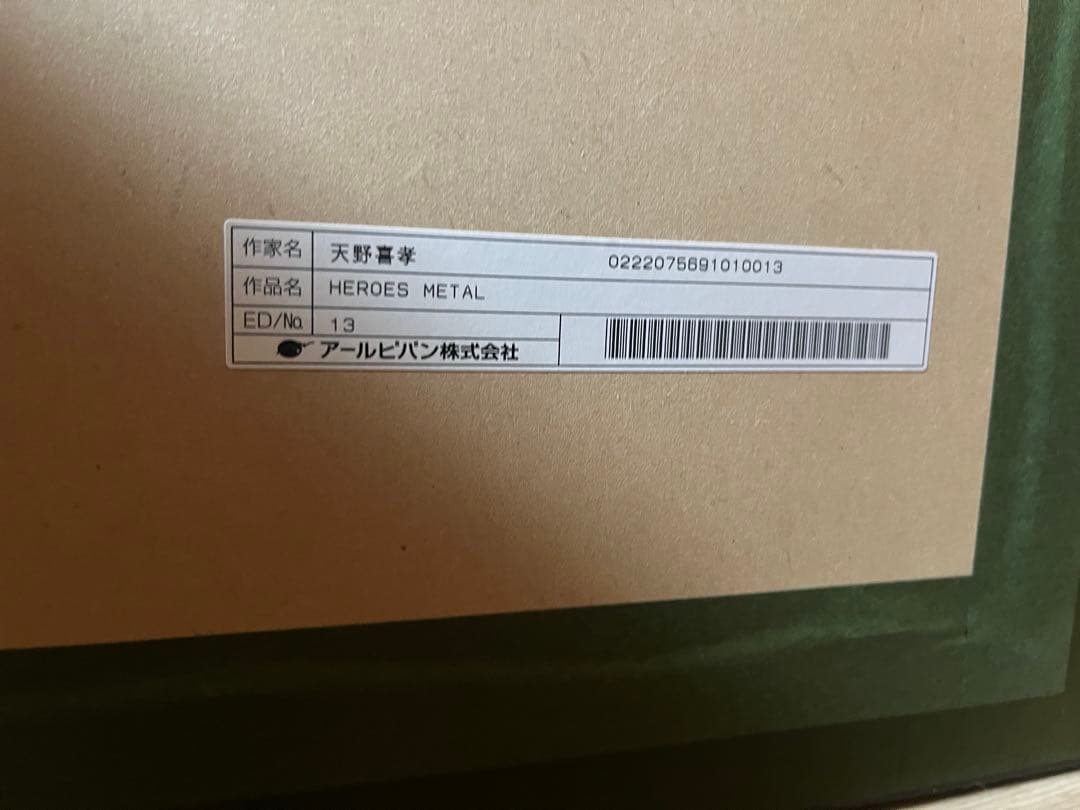 作家名 天野喜孝 0222075691010013
作品名 HEROES METAL
ED/No. 13
アールビバン株式会社